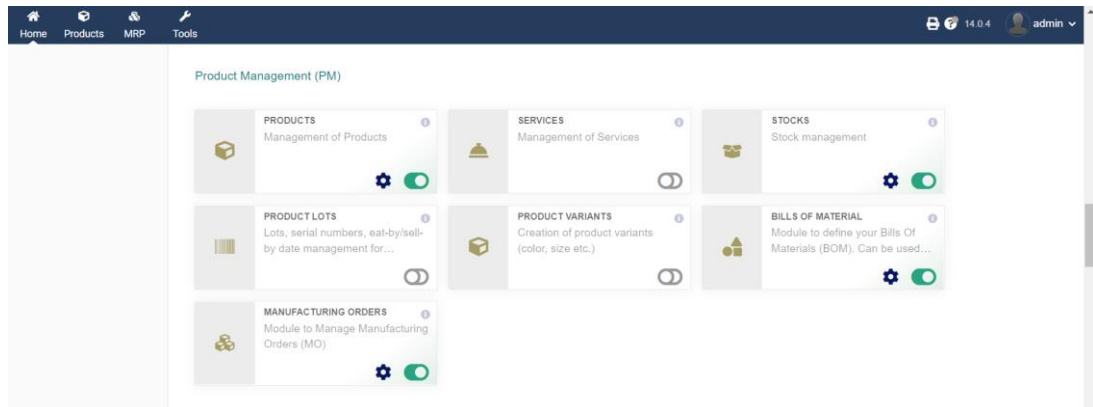 Home Products MRP Tools 14.0.4 admin
Product Management (PM)
PRODUCTS
Management of Products
SERVICES
Management of Services
STOCKS
Stock management
PRODUCT LOTS
Lots, serial numbers, eat-by/sell-
by date management for...
PRODUCT VARIANTS
Creation of product variants
(color, size etc.)
BILLS OF MATERIAL
Module to define your Bills Of
Materials (BOM). Can be used...
MANUFACTURING ORDERS
Module to Manage Manufacturing
Orders (MO)